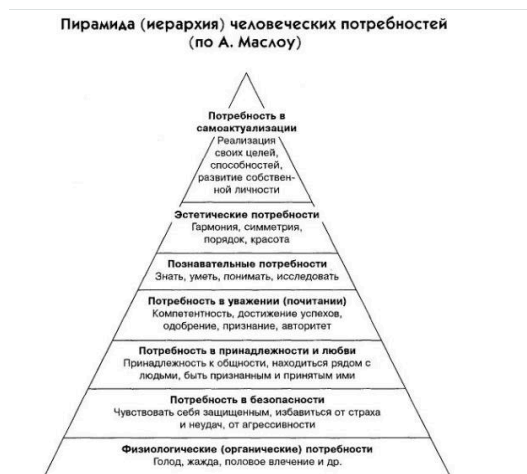 Пирамида (иерархия) человеческих потребностей
(по А. Маслоу)
Потребность в
самоактуализации
Реализация
своих целей,
способностей,
развитие собствен-
ной личности
Эстетические потребности
Гармония, симметрия,
порядок, красота
Познавательные потребности
Знать, уметь, понимать, исследовать
Потребность в уважении (почитании)
Компетентность, достижение успехов,
одобрение, признание, авторитет
Потребность в принадлежности и любви
Принадлежность к общности, находиться рядом с
людьми, быть признанным и принятым ими
Потребность в безопасности
Чувствовать себя защищенным, избавиться от страха
и неудач, от агрессивности
Физиологические (органические) потребности
Голод, жажда, половое влечение и др.